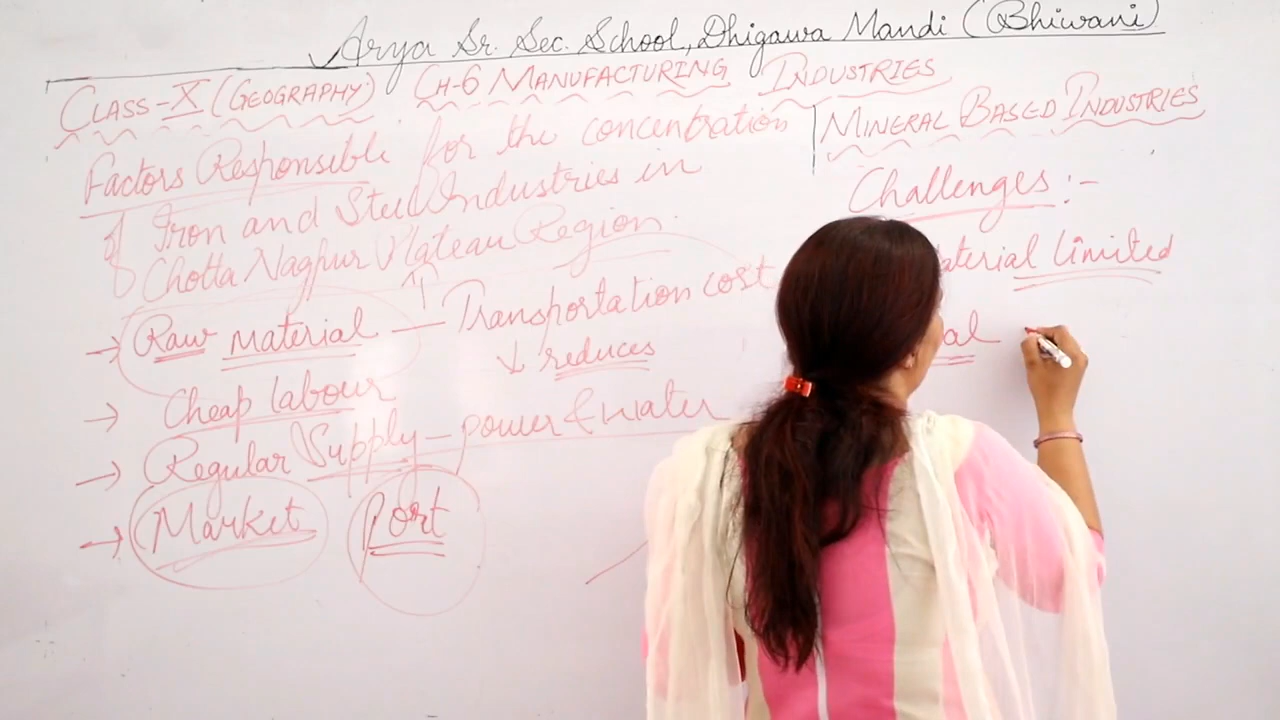 Arya Sr. Sec. School, Dhigawa Mandi (Bhiwani)
CLASS-X (GEOGRAPHY) CH-6 MANUFACTURING INDUSTRIES
Factors Responsible for the concentration
of Iron and Steel Industries in
Chotta Nagpur Plateau Region.
→ Raw material — Transportation cost
↓ reduces
→ Cheap labour
→ Regular Supply - power & water
→ Market Port
MINERAL BASED INDUSTRIES
Challenges :-
aterial limited
al